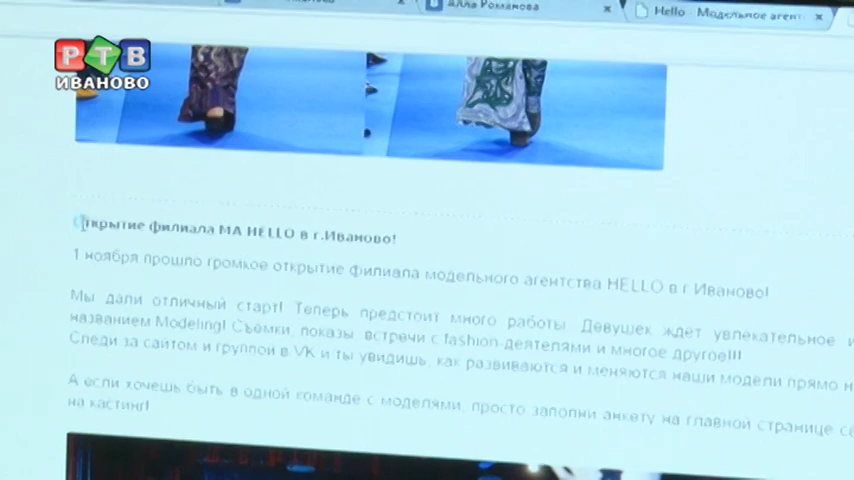 Алла Романова
Hello - Модельное агент
РТВ
ИВАНОВО
Открытие филиала МА HELLO в г.Иваново!
1 ноября прошло громкое открытие филиала модельного агентства HELLO в г Иваново!
Мы дали отличный старт! Теперь предстоит много работы. Девушек ждет увлекательное и
названием Modeling! Съемки, показы, встречи с fashion-деятелями и многое другое!!!
Следи за сайтом и группой в VK и ты увидишь, как развиваются и меняются наши модели прямо н
А если хочешь быть в одной команде с моделями, просто заполни анкету на главной странице са
на кастинг!